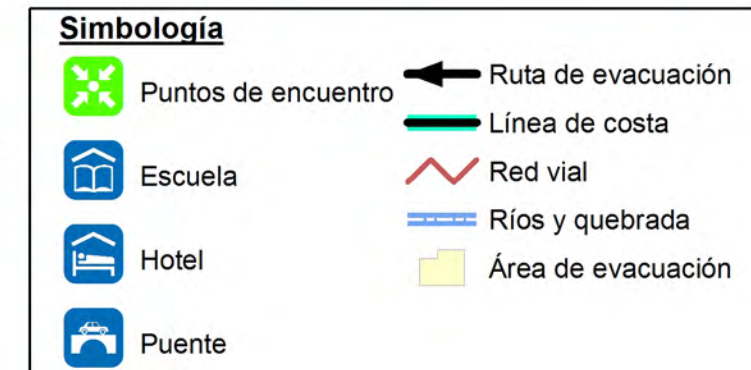 Simbología
Puntos de encuentro
Escuela
Hotel
Puente
Ruta de evacuación
Línea de costa
Red vial
Ríos y quebrada
Área de evacuación